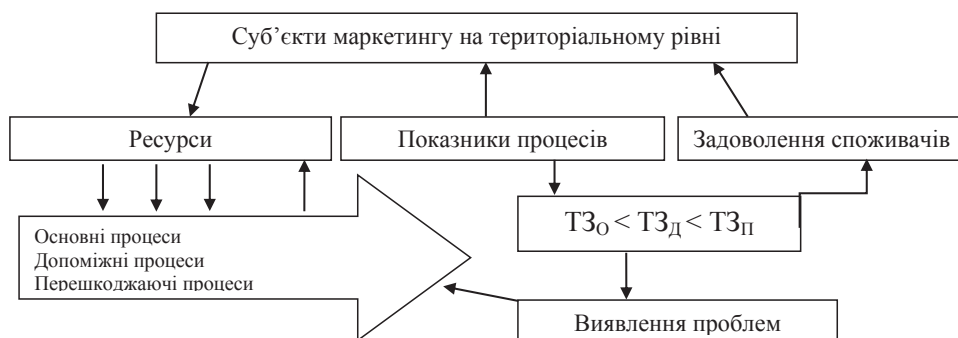 Суб’єкти маркетингу на територіальному рівні
Ресурси
Показники процесів
Задоволення споживачів
Основні процеси
Допоміжні процеси
Перешкоджаючі процеси
ТЗО < ТЗД < ТЗП
Виявлення проблем